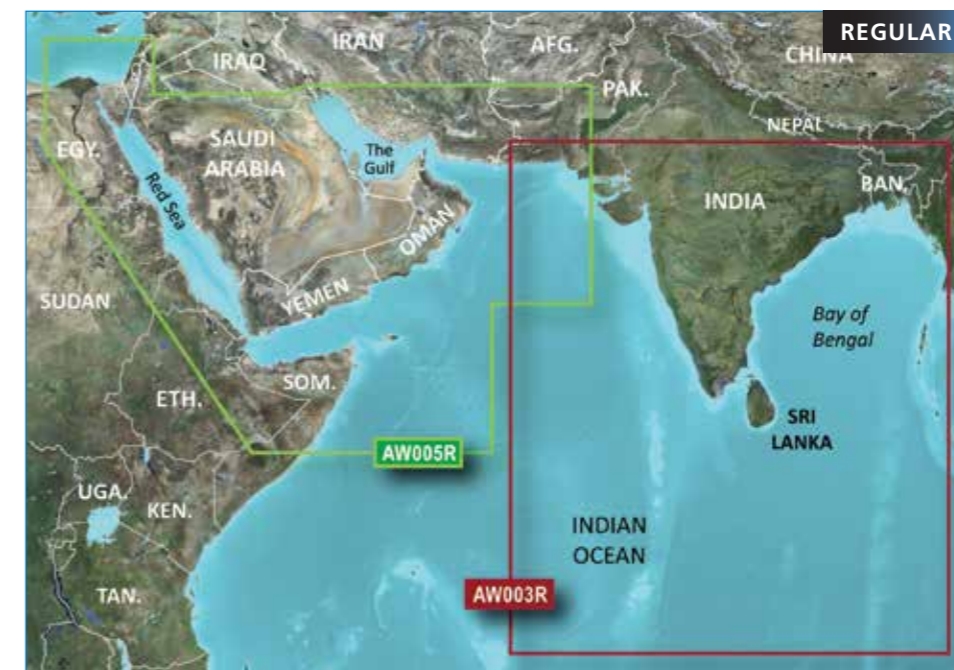 REGULAR
IRAN
AFG.
IRAQ
CHINA
PAK.
NEPAL
EGY.
SAUDI
ARABIA
The
Gulf
BAN.
Red Sea
INDIA
OMAN
YEMEN
SUDAN
Bay of
Bengal
SOM.
ETH.
SRI
LANKA
AW005R
UGA.
KEN.
INDIAN
OCEAN
TAN.
AW003R